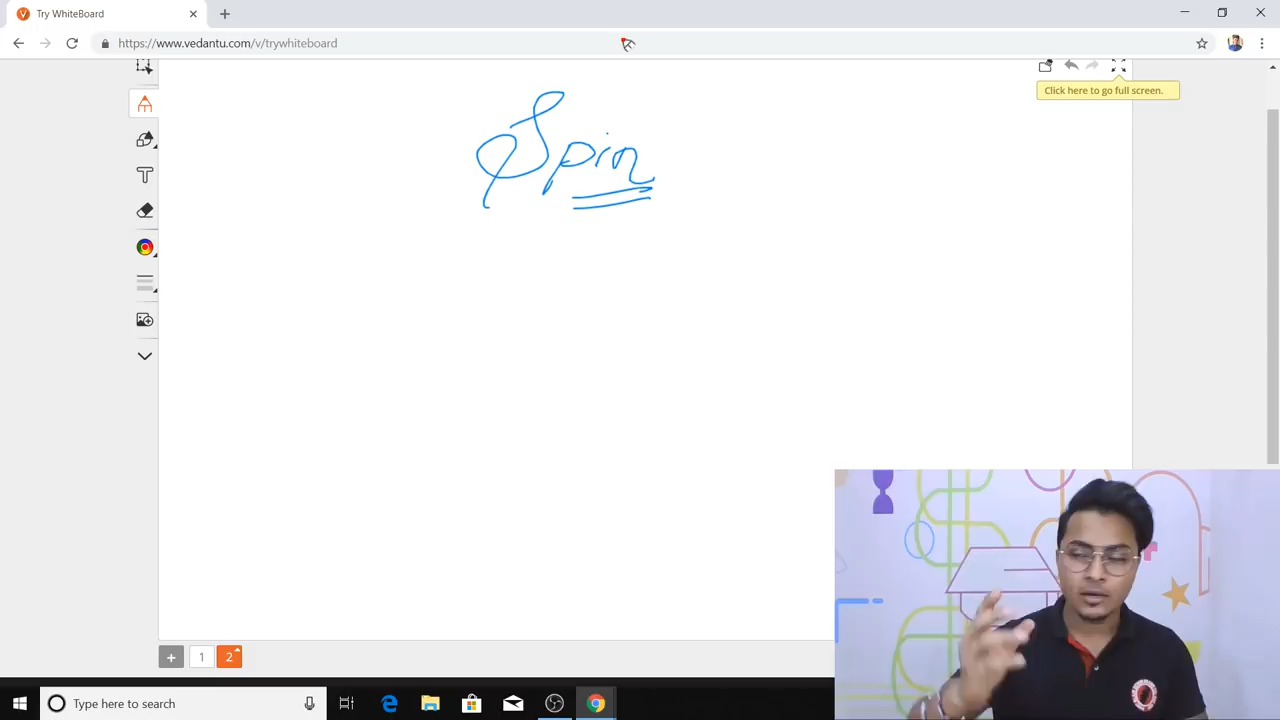 Try WhiteBoard
https://www.vedantu.com/v/trywhiteboard
Click here to go full screen.
Spin
1
2
Type here to search